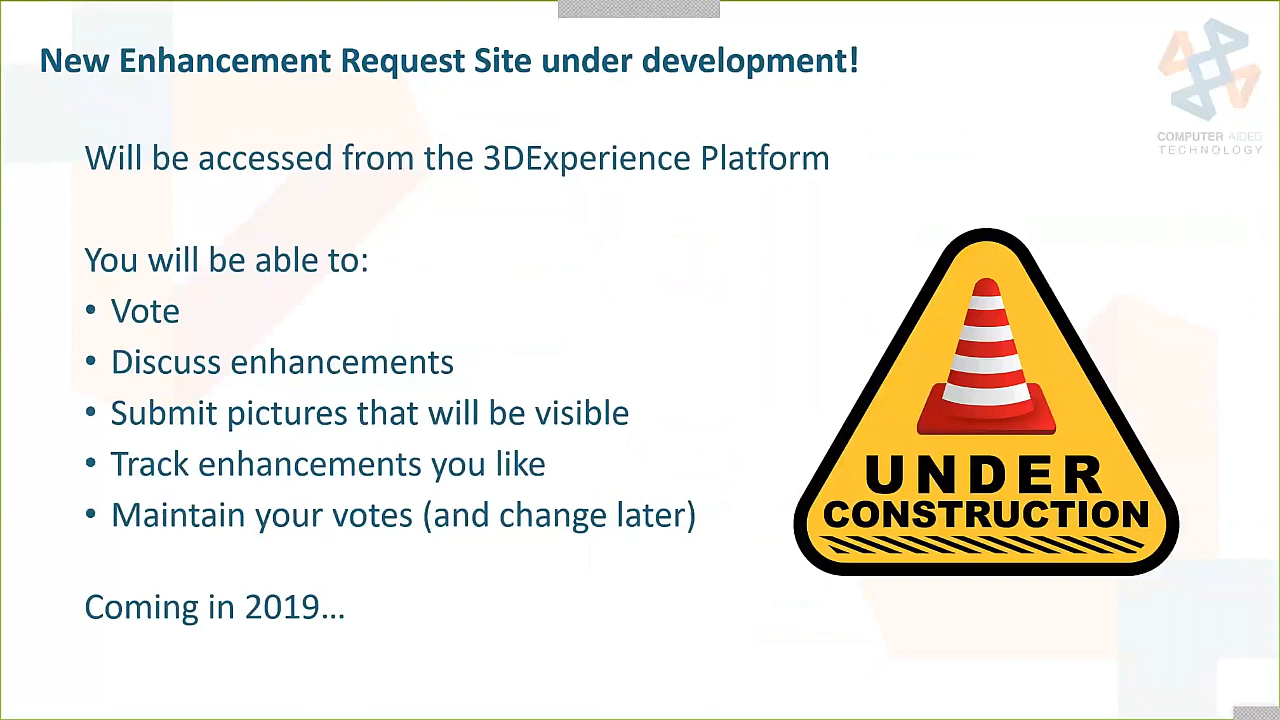 New Enhancement Request Site under development!
COMPUTER AIDED
TECHNOLOGY
Will be accessed from the 3DExperience Platform
You will be able to:
• Vote
• Discuss enhancements
• Submit pictures that will be visible
• Track enhancements you like
• Maintain your votes (and change later)
UNDER
CONSTRUCTION
Coming in 2019...